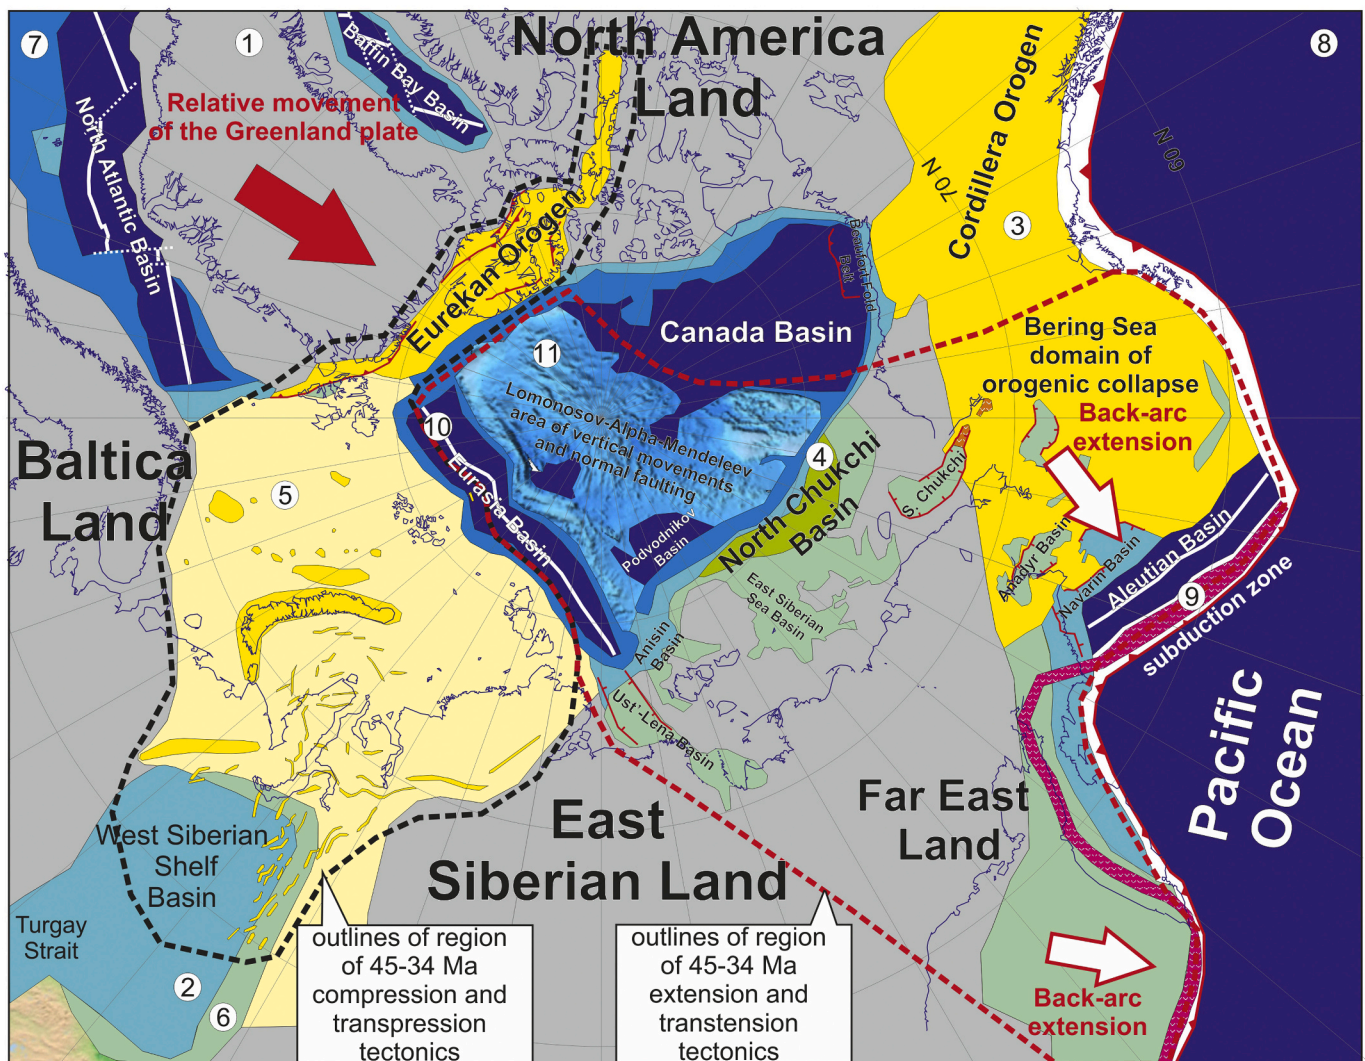 7
1
8
North America
Land
Baffin Bay Basin
Relative movement
of the Greenland plate
North Atlantic Basin
Cordillera Orogen
60 N
70 N
3
Eurekan Orogen
Beaufort Fold
Belt
Canada Basin
Bering Sea
domain of
orogenic collapse
Back-arc
extension
11
Lomonosov-Alpha-Mendeleev
area of vertical movements
and normal faulting
10
Eurasia Basin
4
North Chukchi
Basin
S. Chukchi
Baltica
Land
5
Podvodnikov
Basin
Anadyr Basin
Navarin Basin
Aleutian Basin
9
subduction zone
East Siberian
Sea Basin
Anisin
Basin
Ust'-Lena Basin
Pacific
Ocean
Far East
Land
East
Siberian Land
West Siberian
Shelf
Basin
Turgay
Strait
2
6
outlines of region
of 45-34 Ma
compression and
transpression
tectonics
outlines of region
of 45-34 Ma
extension and
transtension
tectonics
Back-arc
extension